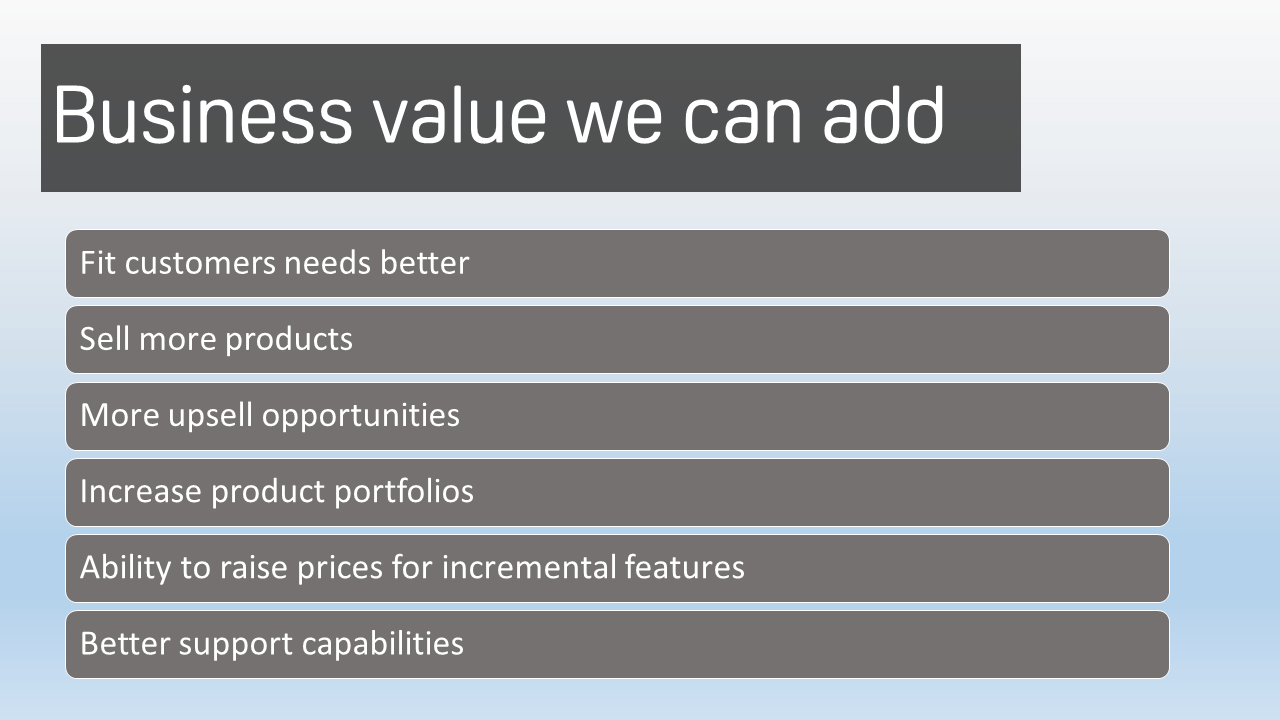 Business value we can add
Fit customers needs better
Sell more products
More upsell opportunities
Increase product portfolios
Ability to raise prices for incremental features
Better support capabilities